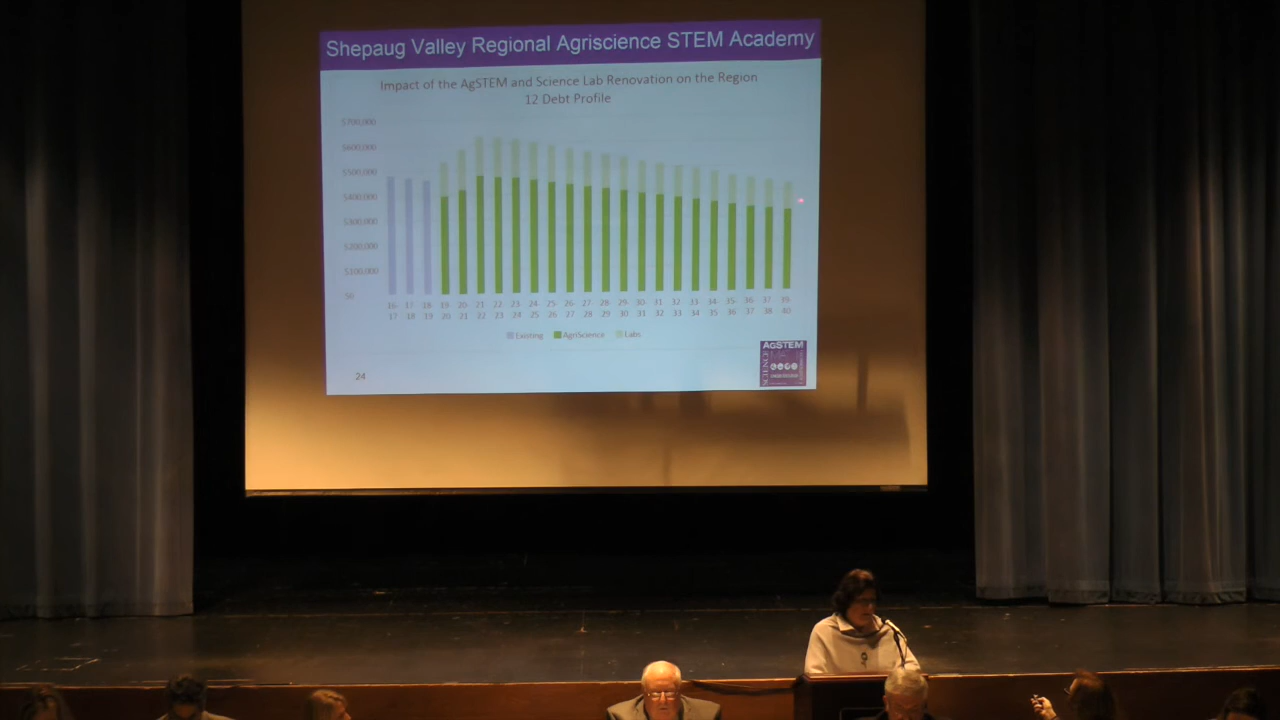 Shepaug Valley Regional Agriscience STEM Academy
Impact of the AgSTEM and Science Lab Renovation on the Region
12 Debt Profile
$700,000
$600,000
$500,000
$400,000
$300,000
$200,000
$100,000
$0
16- 17- 18 19- 20- 21- 22- 23- 24- 25- 26- 27- 28- 29- 30- 31- 32- 33- 34- 35- 36- 37- 39-
17 18 19 20 21 22 23 24 25 26 27 28 29 30 31 32 33 34 35 36 37 38 40
Existing AgriScience Labs
AGSTEM
SCIENCE
24